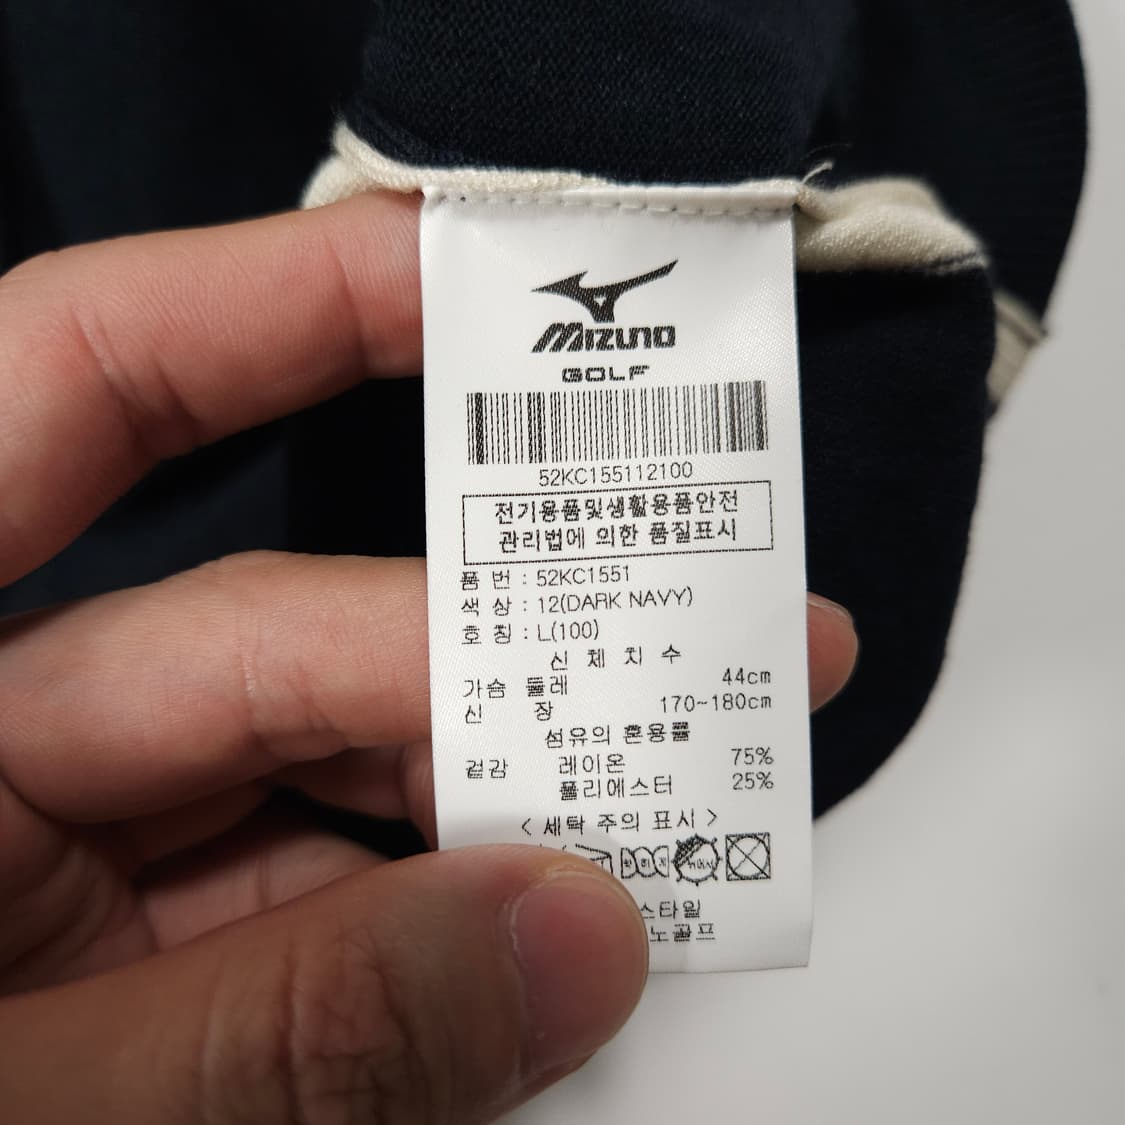 MIZUNO
GOLF
52KC155112100
전기용품및생활용품안전
관리법에 의한 품질표시
품 번 : 52KC1551
색 상 : 12(DARK NAVY)
호 칭 : L(100)
신 체 치 수
가슴 둘레 44cm
신 장 170~180cm
섬유의 혼용률
겉감 레이온 75%
폴리에스터 25%
< 세탁 주의 표시 >
스타일
노골프